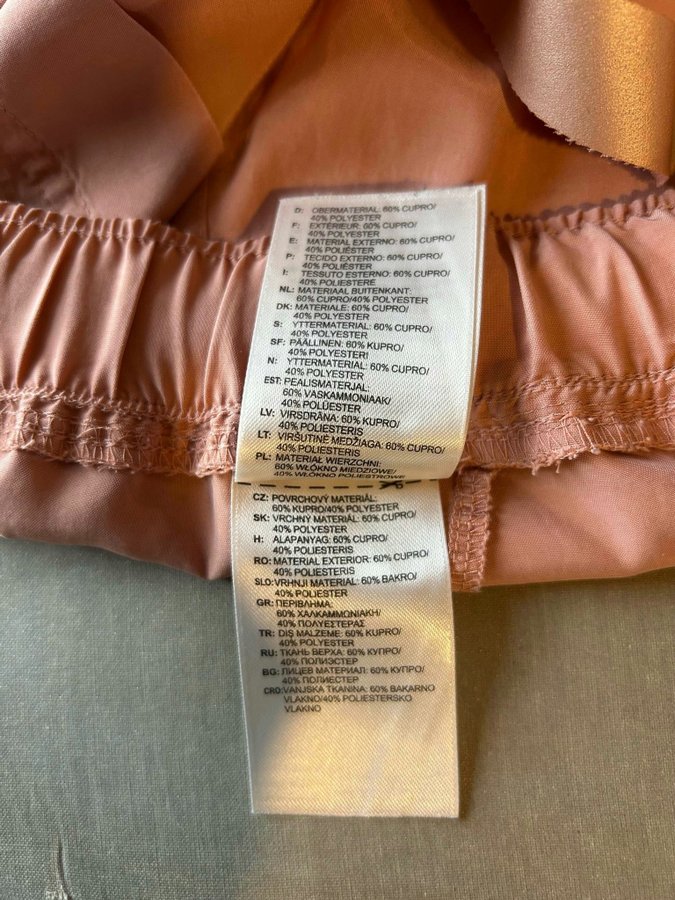 D: OBERMATERIAL: 60% CUPRO/
40% POLYESTER
F: EXTÉRIEUR: 60% CUPRO/
40% POLYESTER
E: MATERIAL EXTERNO: 60% CUPRO/
40% POLIÉSTER
P: TECIDO EXTERNO: 60% CUPRO/
40% POLIÉSTER
I: TESSUTO ESTERNO: 60% CUPRO/
40% POLIESTERE
NL: MATERIAAL BUITENKANT:
60% CUPRO/40% POLYESTER
DK: MATERIALE: 60% CUPRO/
40% POLYESTER
S: YTTERMATERIAL: 60% CUPRO/
40% POLYESTER
SF: PÄÄLLINEN: 60% KUPRO/
40% POLYESTERI
N: YTTERMATERIAL: 60% CUPRO/
40% POLYESTER
EST: PEALISMATERJAL:
60% VASKAMMONIAAK/
40% POLÜESTER
LV: VIRSDRĀNA: 60% KUPRO/
40% POLIESTERIS
LT: VIRŠUTINĖ MEDŽIAGA: 60% CUPRO/
40% POLIESTERIS
PL: MATERIAŁ WIERZCHNI:
60% WŁÓKNO MIEDZIOWE/
40% WŁÓKNO POLIESTROWE
CZ: POVRCHOVÝ MATERIÁL:
60% KUPRO/40% POLYESTER
SK: VRCHNÝ MATERIÁL: 60% CUPRO/
40% POLYESTER
H: ALAPANYAG: 60% CUPRO/
40% POLIESTERIS
RO: MATERIAL EXTERIOR: 60% CUPRO/
40% POLIESTERIS
SLO: VRHNJI MATERIAL: 60% BAKRO/
40% POLIESTER
GR: ΠΕΡΙΒΛΗΜΑ:
60% ΧΑΛΚΑΜΜΩΝΙΑΚΗ/
40% ΠΟΛΥΕΣΤΕΡΑΣ
TR: DIŞ MALZEME: 60% KUPRO/
40% POLYESTER
RU: ТКАНЬ ВЕРХА: 60% КУПРО/
40% ПОЛИЭСТЕР
BG: ЛИЦЕВ МАТЕРИАЛ: 60% КУПРО/
40% ПОЛИЕСТЕР
CRO: VANJSKA TKANINA: 60% BAKARNO
VLAKNO/40% POLIESTERSKO
VLAKNO